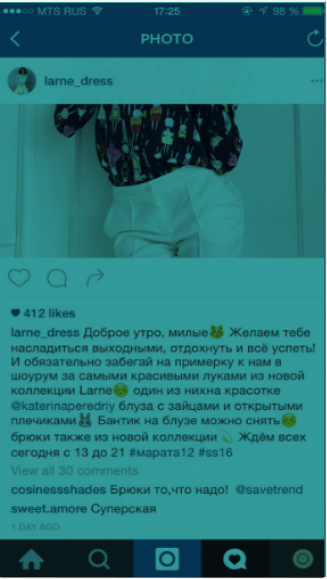 MTS RUS 17:25 98 %
PHOTO
larne_dress
412 likes
larne_dress Доброе утро, милые Желаем тебе
насладиться выходными, отдохнуть и всё успеть!
И обязательно забегай на примерку к нам в
шоурум за самыми красивыми луками из новой
коллекции Larne один из нихна красотке
@katerinaperedriy блуза с зайцами и открытыми
плечиками Бантик на блузе можно снять
брюки также из новой коллекции Ждём всех
сегодня с 13 до 21 #марата12 #ss16
View all 30 comments
cosinessshades Брюки то,что надо! @savetrend
sweet.amore Суперская
1 DAY AGO